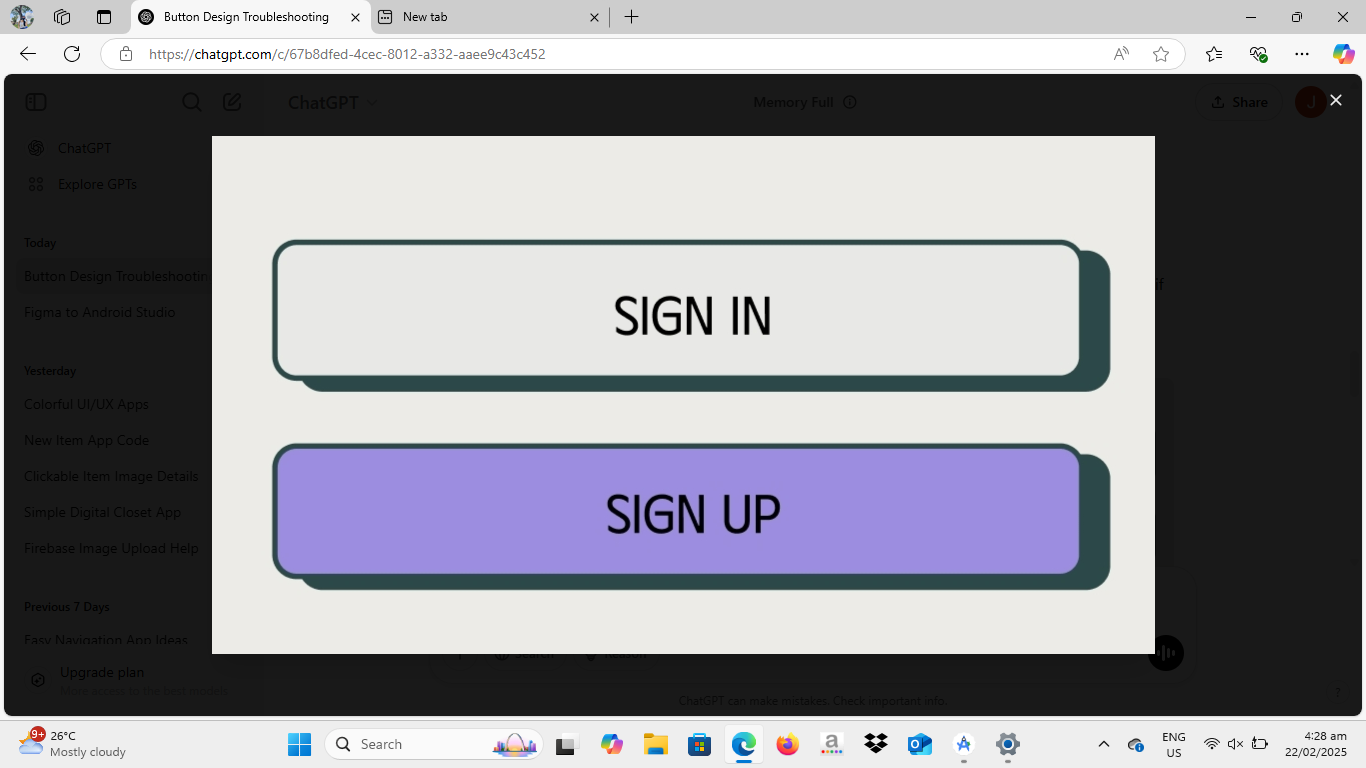 Button Design Troubleshooting
New tab
https://chatgpt.com/c/67b8dfed-4cec-8012-a332-aaee9c43c452
ChatGPT
Memory Full
Share
J
ChatGPT
Explore GPTs
Today
Button Design Troubleshootin
Figma to Android Studio
Yesterday
Colorful UI/UX Apps
New Item App Code
Clickable Item Image Details
Simple Digital Closet App
Firebase Image Upload Help
Previous 7 Days
Easy Navigation App Ideas
Upgrade plan
More access to the best models
SIGN IN
SIGN UP
if
Search
Reason
ChatGPT can make mistakes. Check important info.
?
9+
26°C
Mostly cloudy
Search
a
ENG
US
4:28 am
22/02/2025